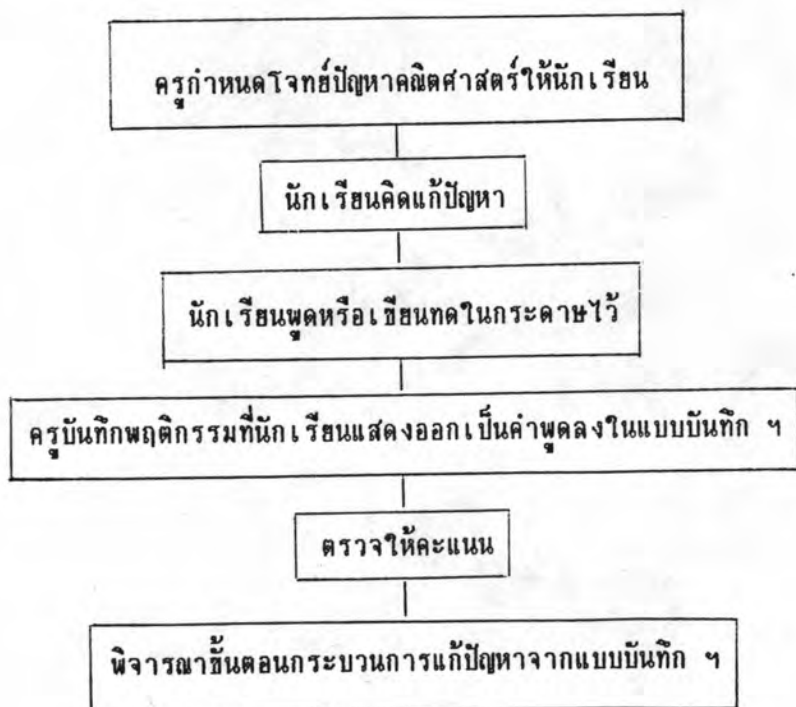 ครูกำหนดโจทย์ปัญหาคณิตศาสตร์ให้นักเรียน
นักเรียนคิดแก้ปัญหา
นักเรียนพูดหรือเขียนทดในกระดาษไว้
ครูบันทึกพฤติกรรมที่นักเรียนแสดงออกเป็นคำพูดลงในแบบบันทึก ฯ
ตรวจให้คะแนน
พิจารณาขั้นตอนกระบวนการแก้ปัญหาจากแบบบันทึก ฯ